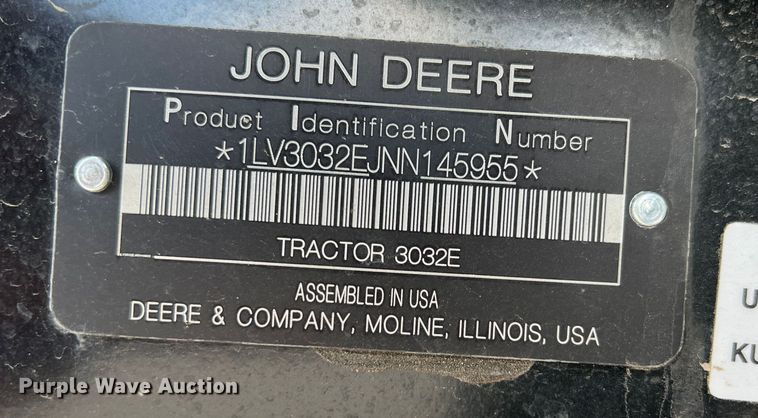 JOHN DEERE
Product Identification Number
*1LV3032EJNN145955*
TRACTOR 3032E
ASSEMBLED IN USA
DEERE & COMPANY, MOLINE, ILLINOIS, USA
U
KU
Purple Wave Auction